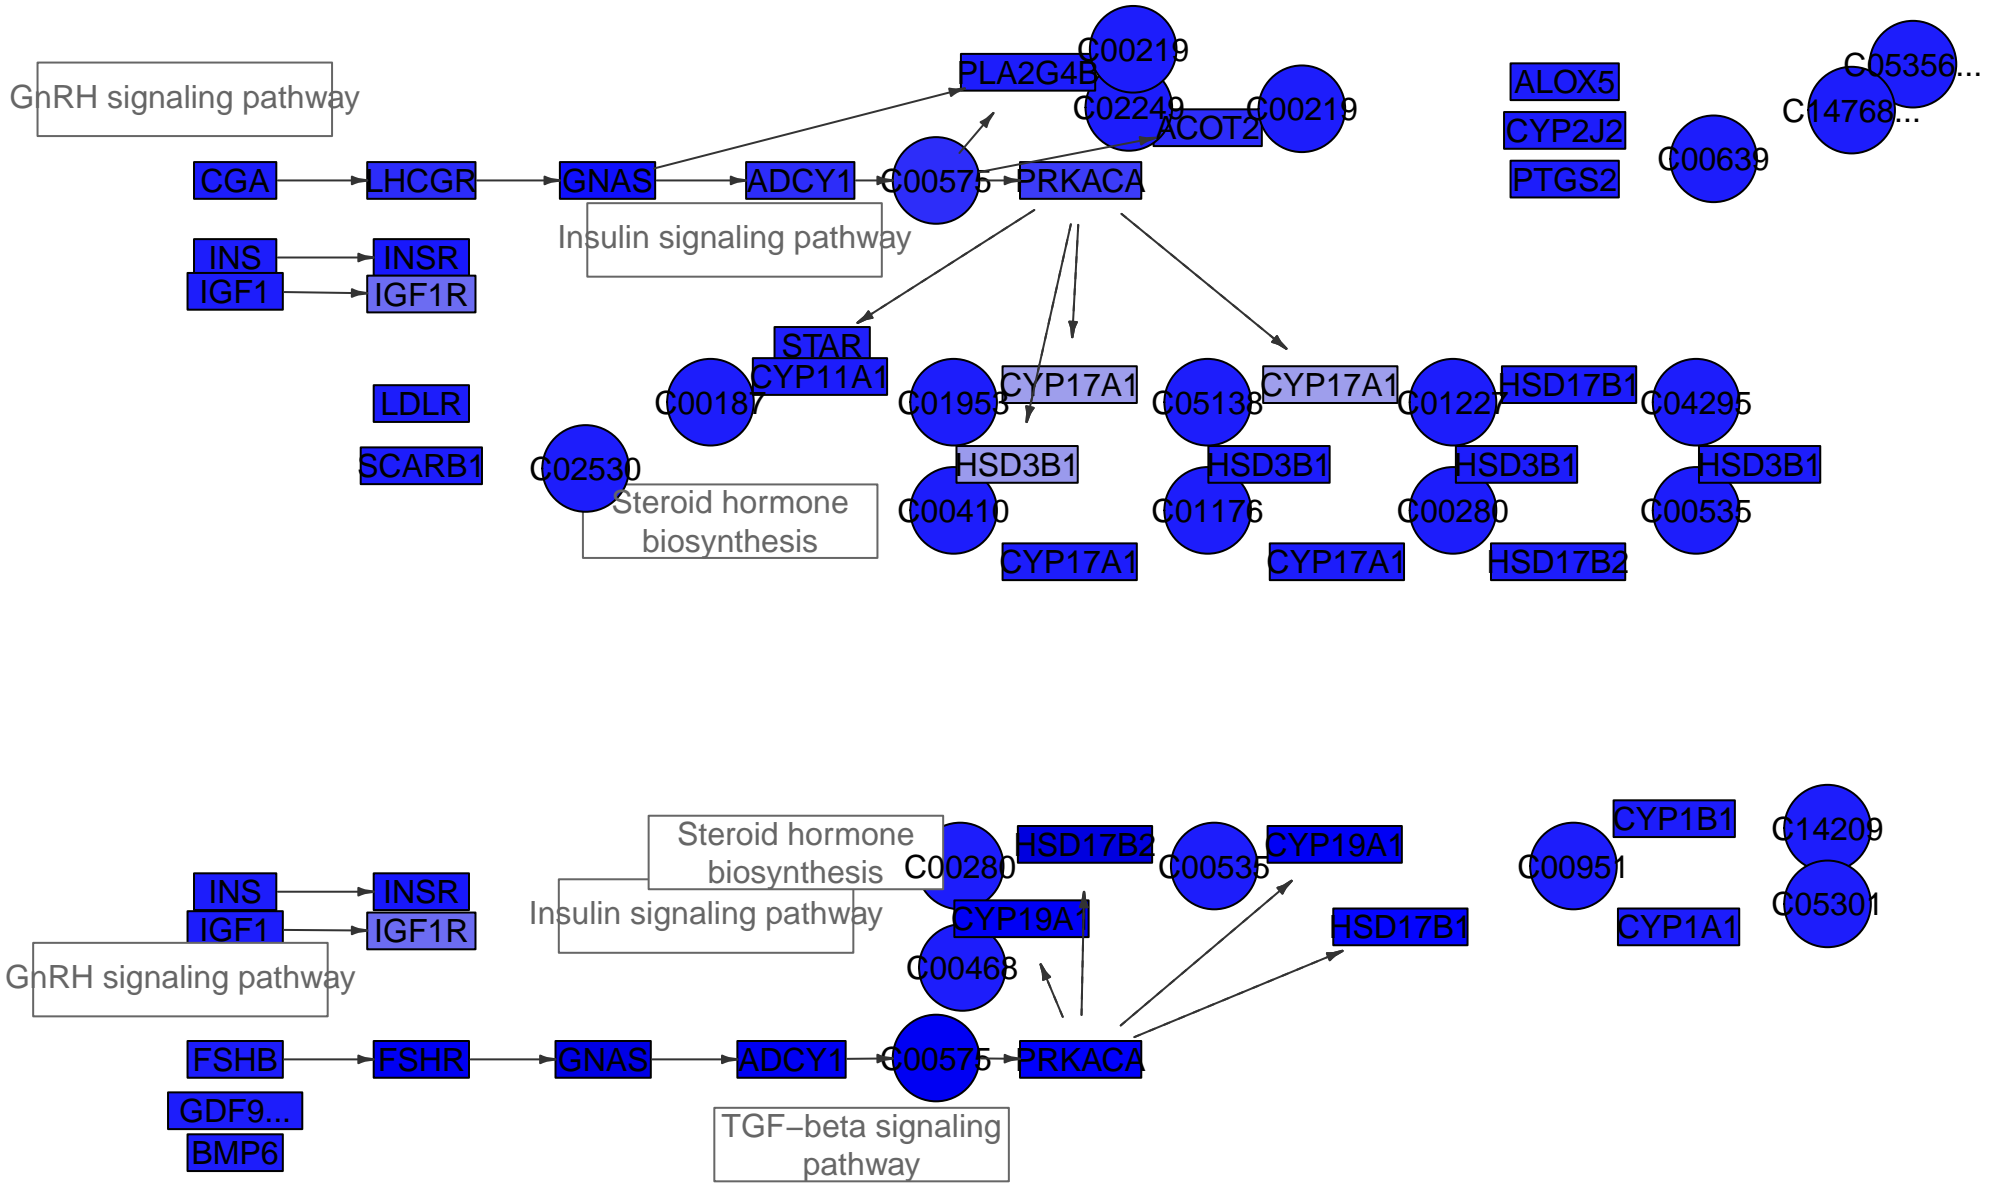 GnRH signaling pathway
PLA2G4B
C00219
C02249
ACOT2
C00219
ALOX5
CYP2J2
PTGS2
C00639
C14768...
C05356...
CGA
LHCGR
GNAS
ADCY1
C00575
PRKACA
Insulin signaling pathway
INS
INSR
IGF1
IGF1R
STAR
CYP11A1
C00187
C01953
CYP17A1
C05138
CYP17A1
C01227
HSD17B1
C04295
LDLR
SCARB1
C02530
HSD3B1
HSD3B1
HSD3B1
HSD3B1
Steroid hormone
biosynthesis
C00410
C01176
C00280
C00535
CYP17A1
CYP17A1
HSD17B2
Steroid hormone
biosynthesis
C00280
HSD17B2
C00535
CYP19A1
C00951
CYP1B1
C14209
INS
INSR
IGF1
IGF1R
Insulin signaling pathway
CYP19A1
HSD17B1
CYP1A1
C05301
GnRH signaling pathway
C00468
FSHB
FSHR
GNAS
ADCY1
C00575
PRKACA
GDF9...
BMP6
TGF−beta signaling
pathway